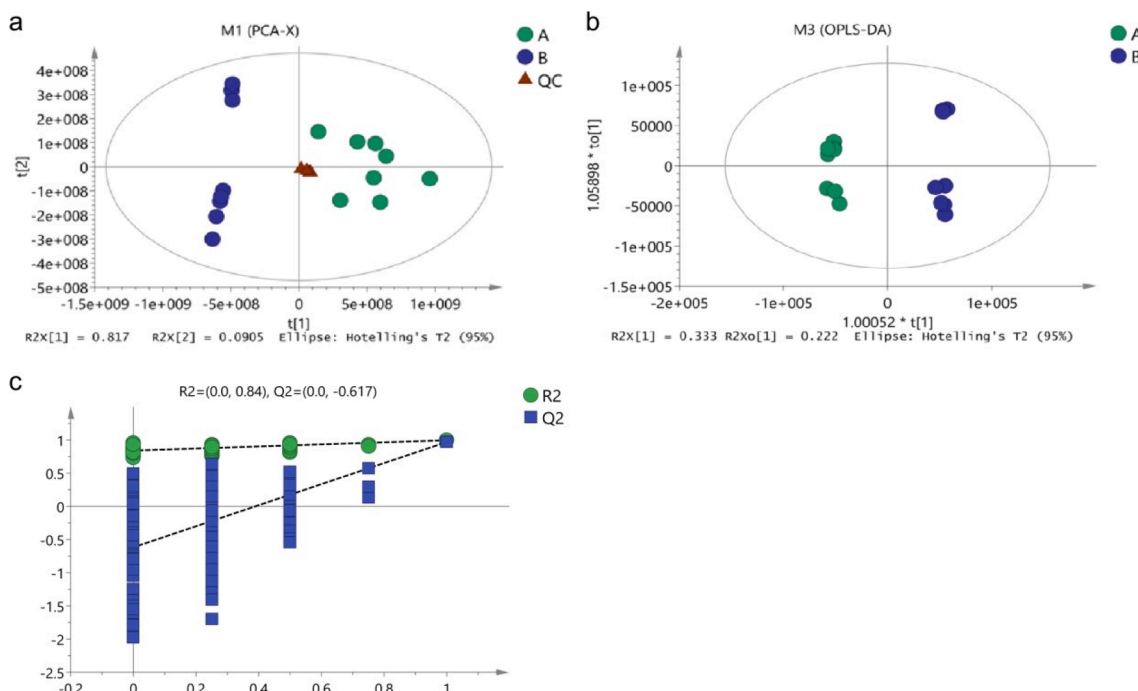 a
M1 (PCA-X)
A
B
QC
4e+008
3e+008
2e+008
1e+008
0
-1e+008
-2e+008
-3e+008
-4e+008
-5e+008
t[2]
-1.5e+009 -1e+009 -5e+008 0 5e+008 1e+009
t[1]
R2X[1] = 0.817 R2X[2] = 0.0905 Ellipse: Hotelling's T2 (95%)
b
M3 (OPLS-DA)
A
B
1.5e+005
1e+005
50000
0
-50000
-1e+005
-1.5e+005
1.05898 * to[1]
-2e+005 -1e+005 0 1e+005
1.00052 * t[1]
R2X[1] = 0.333 R2Xo[1] = 0.222 Ellipse: Hotelling's T2 (95%)
c
R2=(0.0, 0.84), Q2=(0.0, -0.617)
R2
Q2
1
0.5
0
-0.5
-1
-1.5
-2
-2.5
-0.2 0 0.2 0.4 0.6 0.8 1